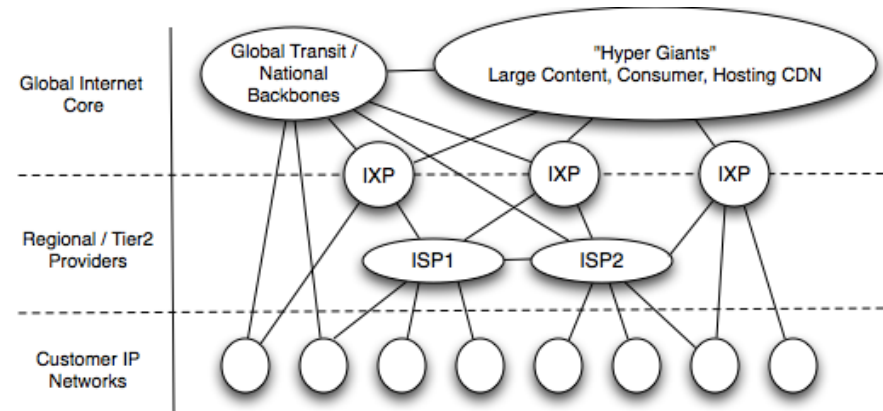 Global Internet
Core
Global Transit /
National
Backbones
"Hyper Giants"
Large Content, Consumer, Hosting CDN
IXP
IXP
IXP
Regional / Tier2
Providers
ISP1
ISP2
Customer IP
Networks